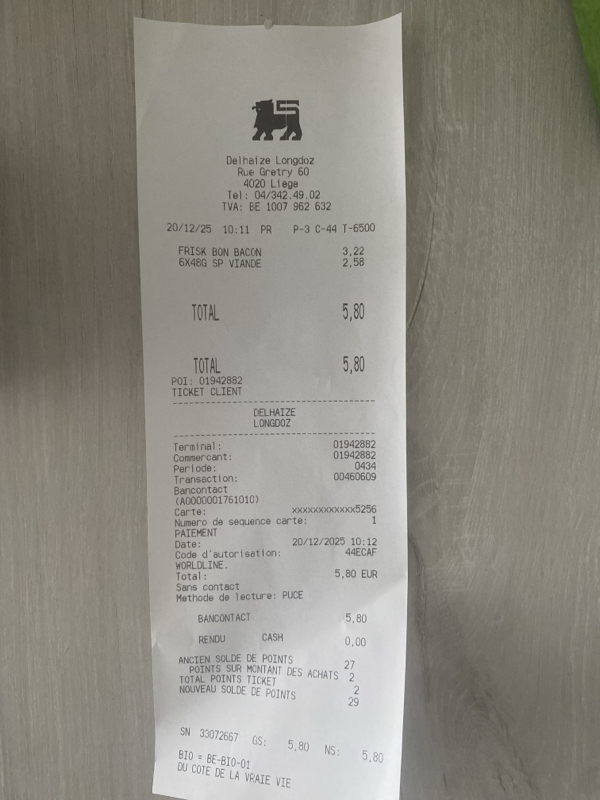 Delhaize Longdoz
Rue Gretry 60
4020 Liege
Tel: 04/342.49.02
TVA: BE 1007 962 632
20/12/25 10:11 PR P-3 C-44 T-6500
FRISK BON BACON 3,22
6X48G SP VIANDE 2,58
TOTAL 5,80
TOTAL 5,80
POI: 01942882
TICKET CLIENT
DELHAIZE
LONGDOZ
Terminal: 01942882
Commercant: 01942882
Periode: 0434
Transaction: 00460609
Bancontact
(A0000001761010)
Carte: xxxxxxxxxxxx5256
Numero de sequence carte: 1
PAIEMENT
Date: 20/12/2025 10:12
Code d'autorisation: 44ECAF
WORLDLINE.
Total: 5,80 EUR
Sans contact
Methode de lecture: PUCE
BANCONTACT 5,80
RENDU CASH 0,00
ANCIEN SOLDE DE POINTS 27
POINTS SUR MONTANT DES ACHATS 2
TOTAL POINTS TICKET 2
NOUVEAU SOLDE DE POINTS 29
SN 33072667 GS: 5,80 NS: 5,80
BIO = BE-BIO-01
DU COTE DE LA VRAIE VIE